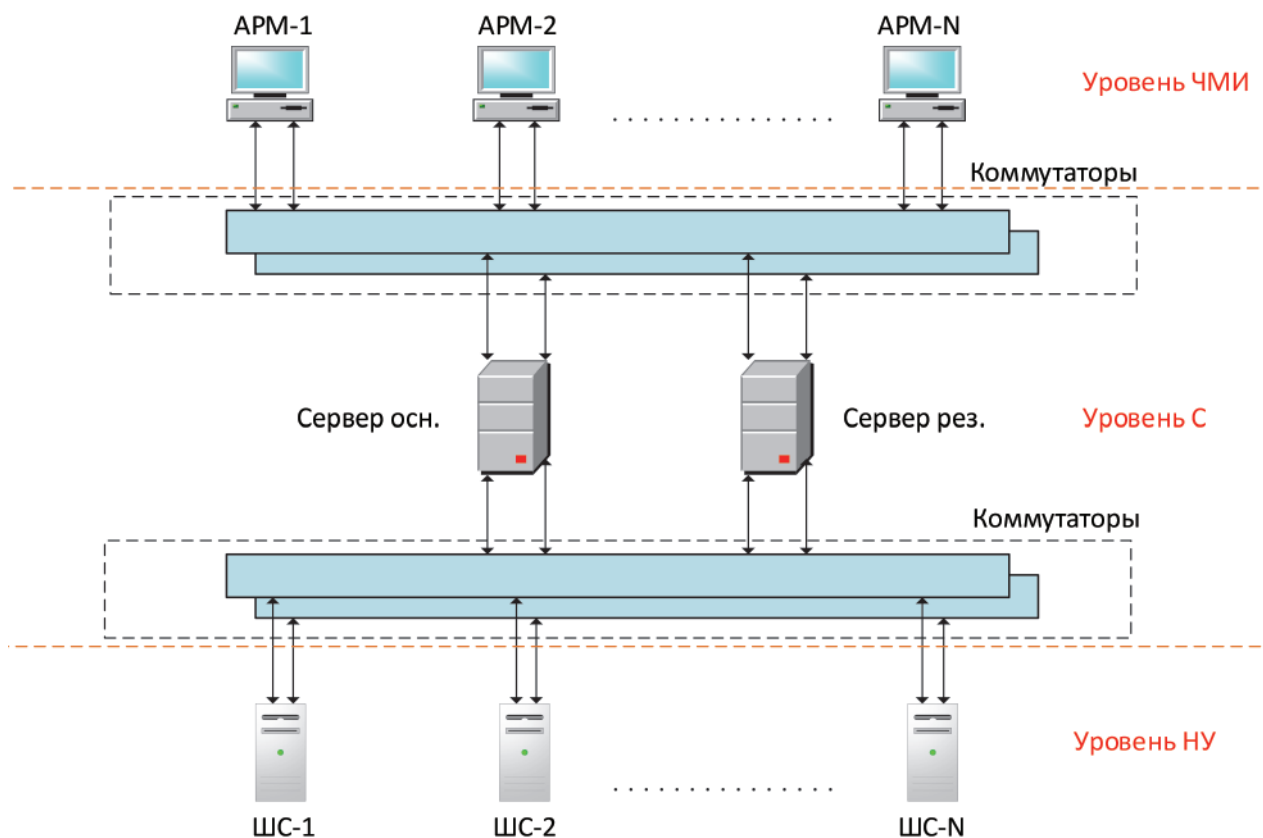 АРМ-1
АРМ-2
АРМ-N
Уровень ЧМИ
Коммутаторы
Сервер осн.
Сервер рез.
Уровень С
Коммутаторы
Уровень НУ
ШС-1
ШС-2
ШС-N